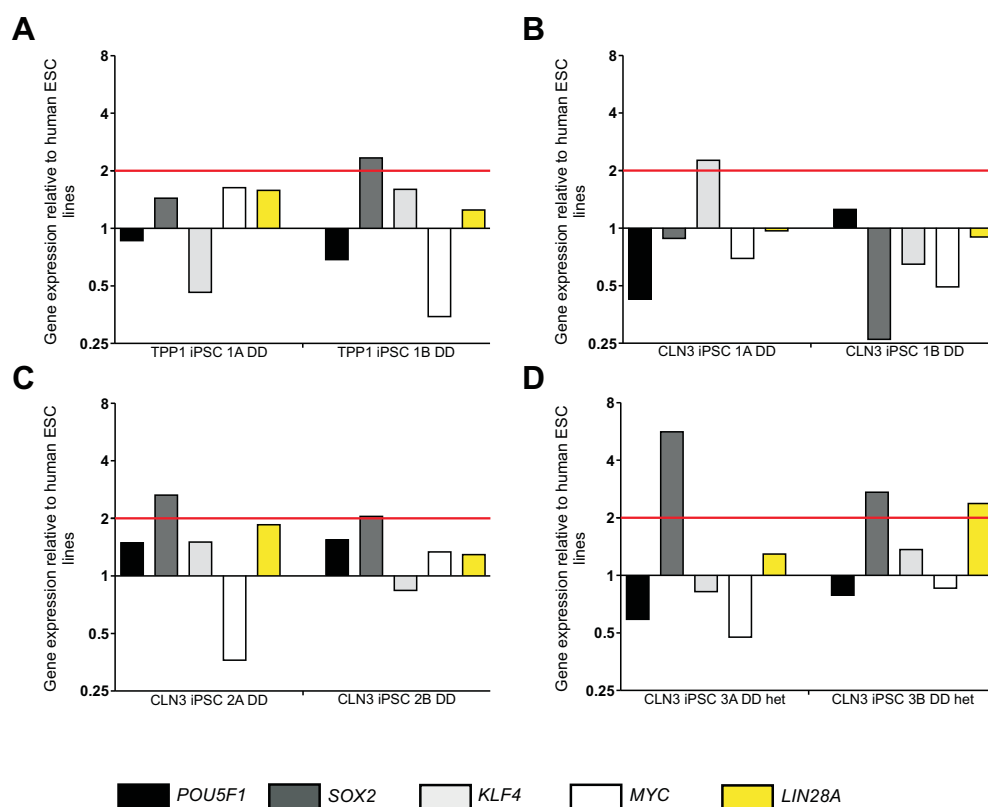 A
Gene expression relative to human ESC
lines
8
4
2
1
0.5
0.25
TPP1 iPSC 1A DD
TPP1 iPSC 1B DD
B
Gene expression relative to human ESC
lines
8
4
2
1
0.5
0.25
CLN3 iPSC 1A DD
CLN3 iPSC 1B DD
C
Gene expression relative to human ESC
lines
8
4
2
1
0.5
0.25
CLN3 iPSC 2A DD
CLN3 iPSC 2B DD
D
Gene expression relative to human ESC
lines
8
4
2
1
0.5
0.25
CLN3 iPSC 3A DD het
CLN3 iPSC 3B DD het
POU5F1
SOX2
KLF4
MYC
LIN28A